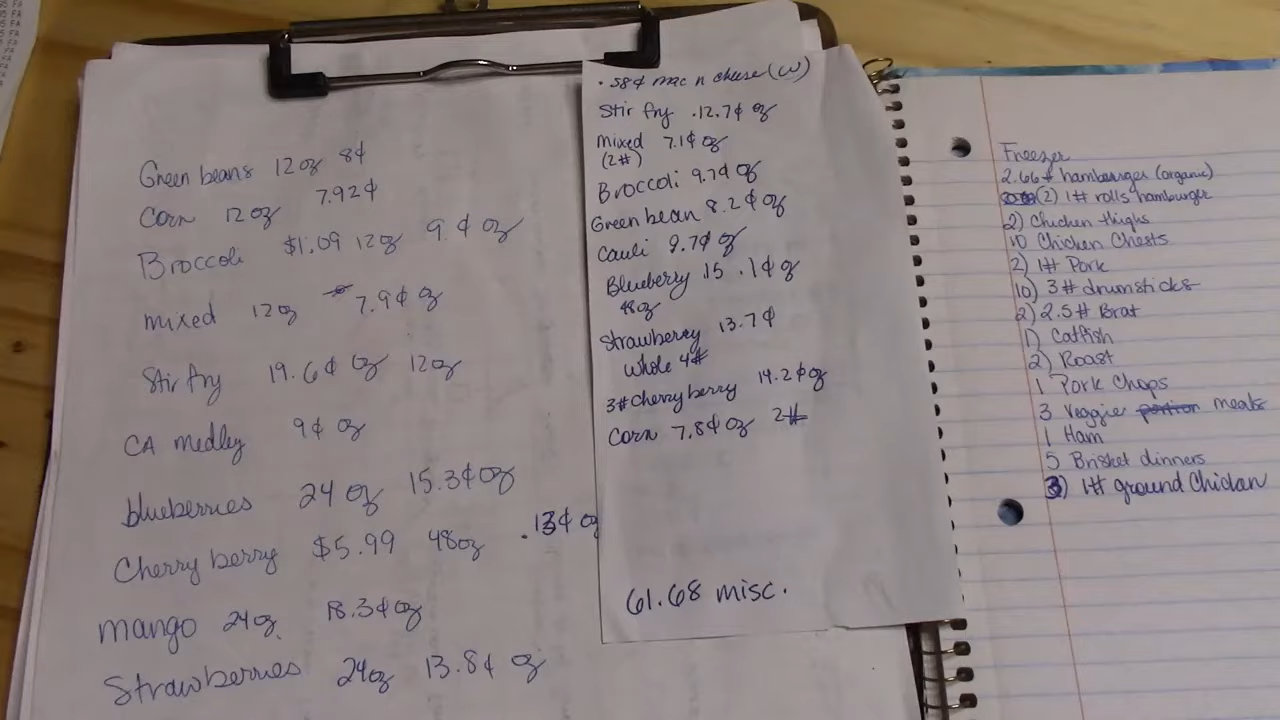 Green beans 12 oz 8¢
Corn 12oz 7.92¢
Broccoli $1.09 12oz 9.¢ oz
mixed 12oz 7.9¢ oz
Stir fry 19.6¢ oz 12oz
CA medley 9¢ oz
blueberries 24 oz 15.3¢ oz
Cherry berry $5.99 48oz .13¢ oz
mango 24oz 18.3¢ oz
Strawberries 24oz 13.8¢ oz
.58¢ mac n cheese (W)
Stir fry .12.7¢ oz
mixed 7.1¢ oz
(2#)
Broccoli 9.7¢ oz
Green bean 8.2¢ oz
Cauli 9.7¢ oz
Blueberry 15.1¢ oz
48oz
Strawberry 13.7¢
whole 4#
3# Cherry berry 14.2¢ oz
Corn 7.8¢ oz 2#
61.68 misc.
Freezer
2.66# hamberger (organic)
(2) 1# rolls hamburger
2) Chicken thighs
10 Chicken Chests
2) 1# Pork
10) 3# drumsticks
2) 2.5# Brat
1) Catfish
2) Roast
1 Pork Chops
3 Veggie portion meals
1 Ham
5 Brisket dinners
3) 1# ground Chicken